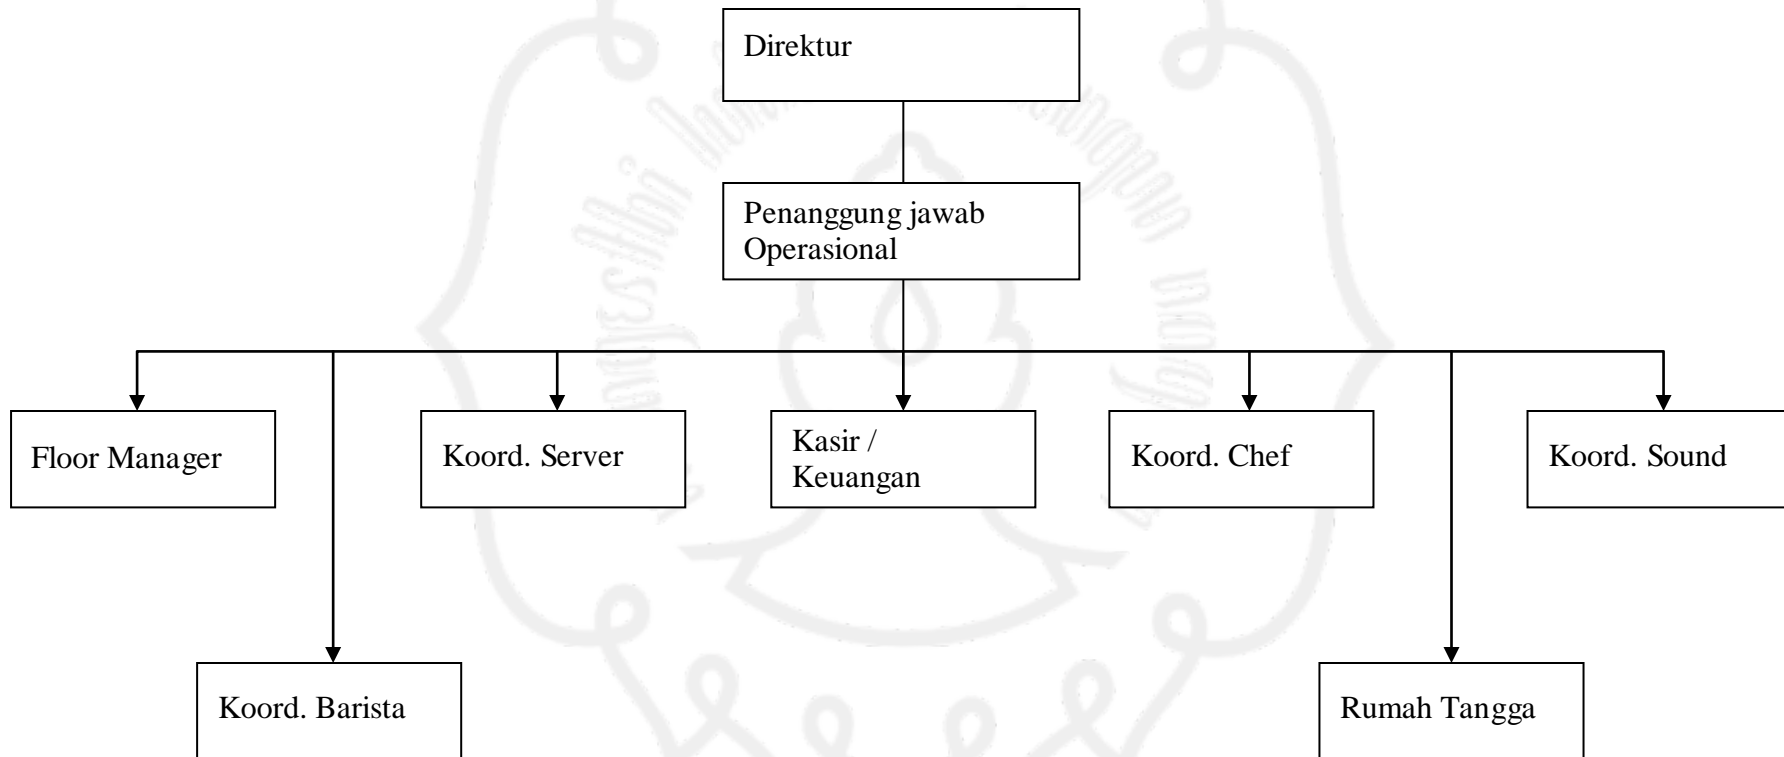 Direktur
Penanggung jawab
Operasional
Floor Manager
Koord. Server
Kasir /
Keuangan
Koord. Chef
Koord. Sound
Koord. Barista
Rumah Tangga